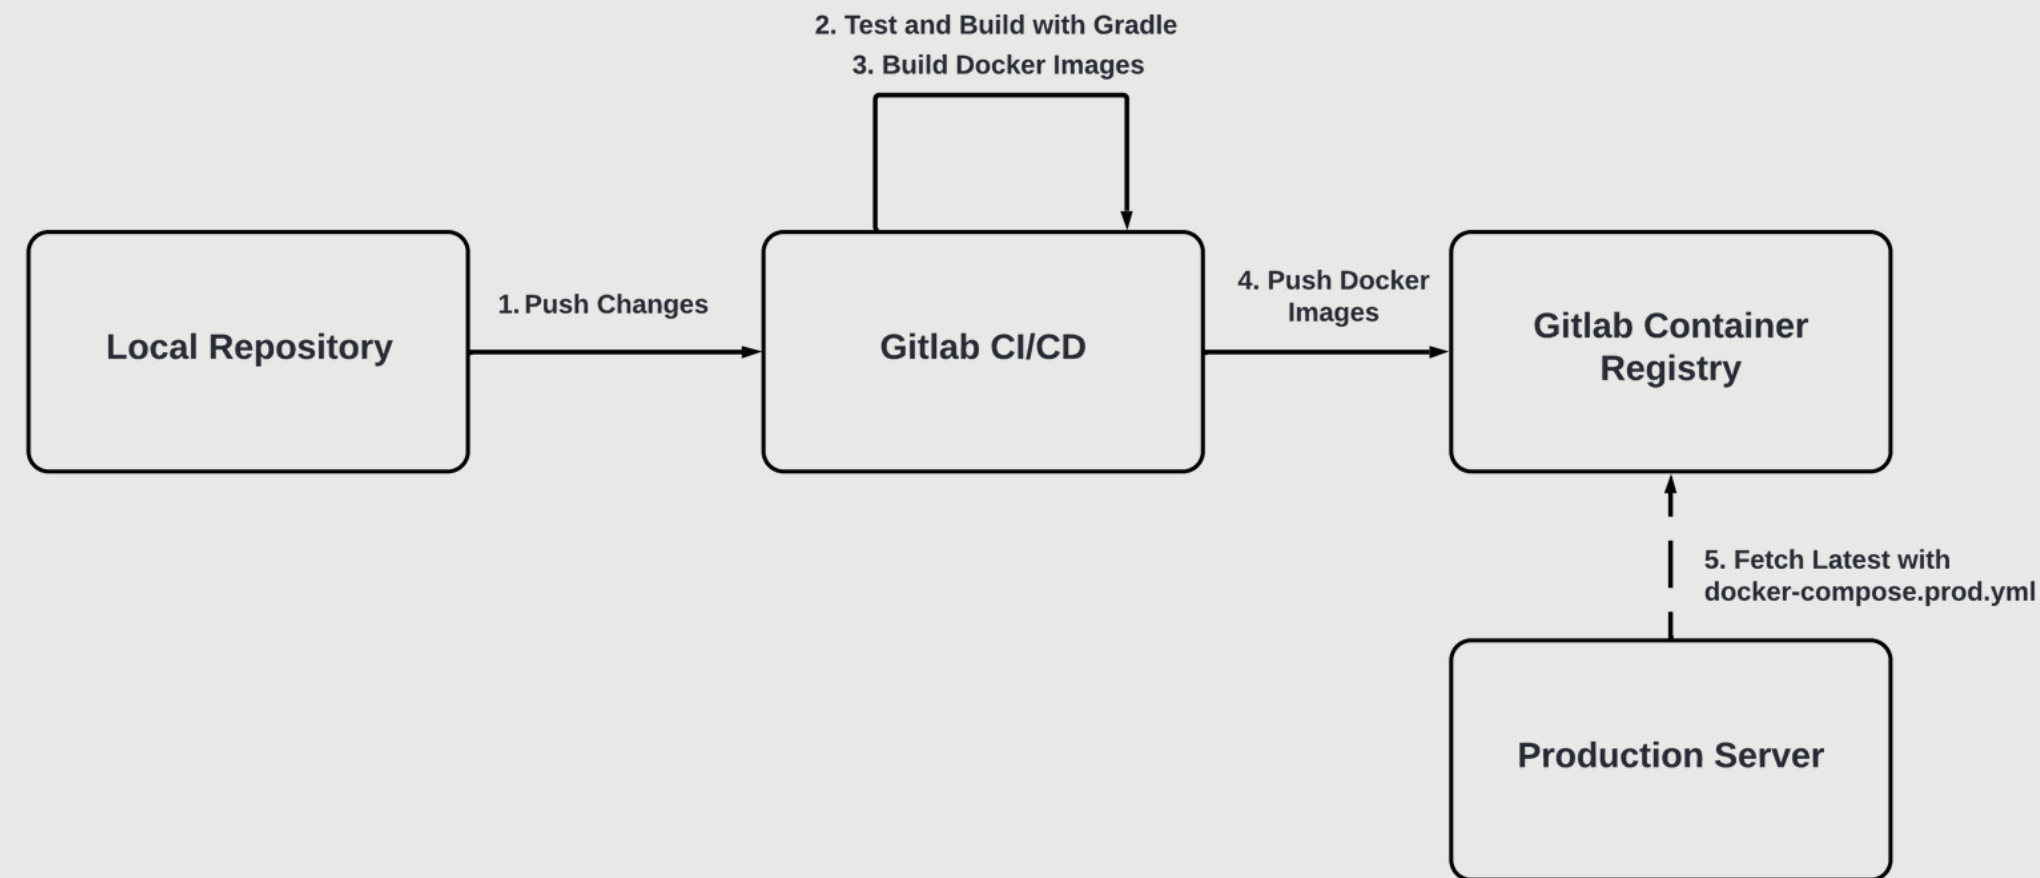 2. Test and Build with Gradle
3. Build Docker Images
Local Repository
1. Push Changes
Gitlab CI/CD
4. Push Docker
Images
Gitlab Container
Registry
5. Fetch Latest with
docker-compose.prod.yml
Production Server